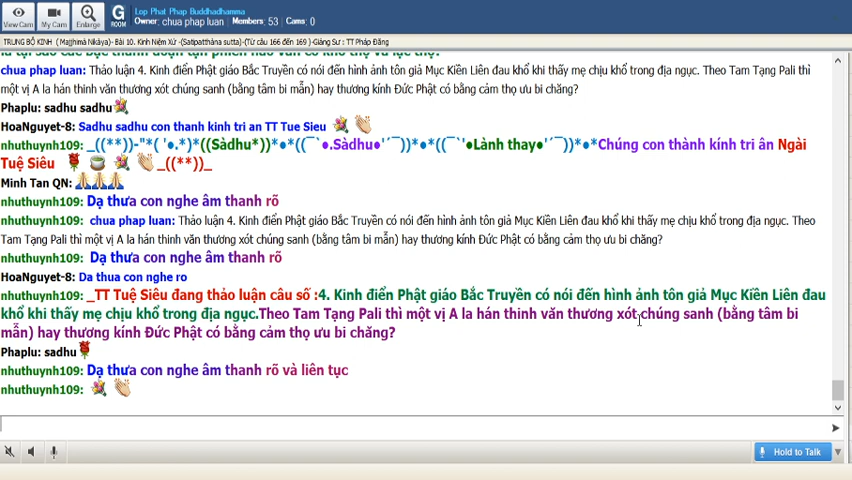 View Cam
My Cam
Enlarge
G
ROOM
Lop Phat Phap Buddhadhamma
Owner: chua phap luan Members: 53 Cams: 0
TRUNG BỘ KINH ( Majjhima Nikāya)- Bài 10. Kinh Niệm Xứ -(Satipatthāna sutta)-(Từ câu 166 đến 169 )-Giảng Sư : TT Pháp Đăng
chua phap luan: Thảo luận 4. Kinh điển Phật giáo Bắc Truyền có nói đến hình ảnh tôn giả Mục Kiền Liên đau khổ khi thấy mẹ chịu khổ trong địa ngục. Theo Tam Tạng Pali thì
một vị A la hán thinh văn thương xót chúng sanh (bằng tâm bi mẫn) hay thương kính Đức Phật có bằng cảm thọ ưu bi chăng?
Phaplu: sadhu sadhu
HoaNguyet-8: Sadhu sadhu con thanh kinh tri an TT Tue Sieu
nhuthuynh109: _((**))-"*( '●.*)*((Sàdhu*))*●*((¯`●.Sàdhu●'´¯))*●*((¯`'●Lành thay●'´¯))*●*Chúng con thành kính tri ân Ngài
Tuệ Siêu _((**))_
Minh Tan QN:
nhuthuynh109: Dạ thưa con nghe âm thanh rõ
nhuthuynh109: chua phap luan: Thảo luận 4. Kinh điển Phật giáo Bắc Truyền có nói đến hình ảnh tôn giả Mục Kiền Liên đau khổ khi thấy mẹ chịu khổ trong địa ngục. Theo
Tam Tạng Pali thì một vị A la hán thinh văn thương xót chúng sanh (bằng tâm bi mẫn) hay thương kính Đức Phật có bằng cảm thọ ưu bi chăng?
nhuthuynh109: Dạ thưa con nghe âm thanh rõ
HoaNguyet-8: Da thua con nghe ro
nhuthuynh109: _TT Tuệ Siêu đang thảo luận câu số :4. Kinh điển Phật giáo Bắc Truyền có nói đến hình ảnh tôn giả Mục Kiền Liên đau
khổ khi thấy mẹ chịu khổ trong địa ngục.Theo Tam Tạng Pali thì một vị A la hán thinh văn thương xót chúng sanh (bằng tâm bi
mẫn) hay thương kính Đức Phật có bằng cảm thọ ưu bi chăng?
Phaplu: sadhu
nhuthuynh109: Dạ thưa con nghe âm thanh rõ và liên tục
nhuthuynh109:
Hold to Talk